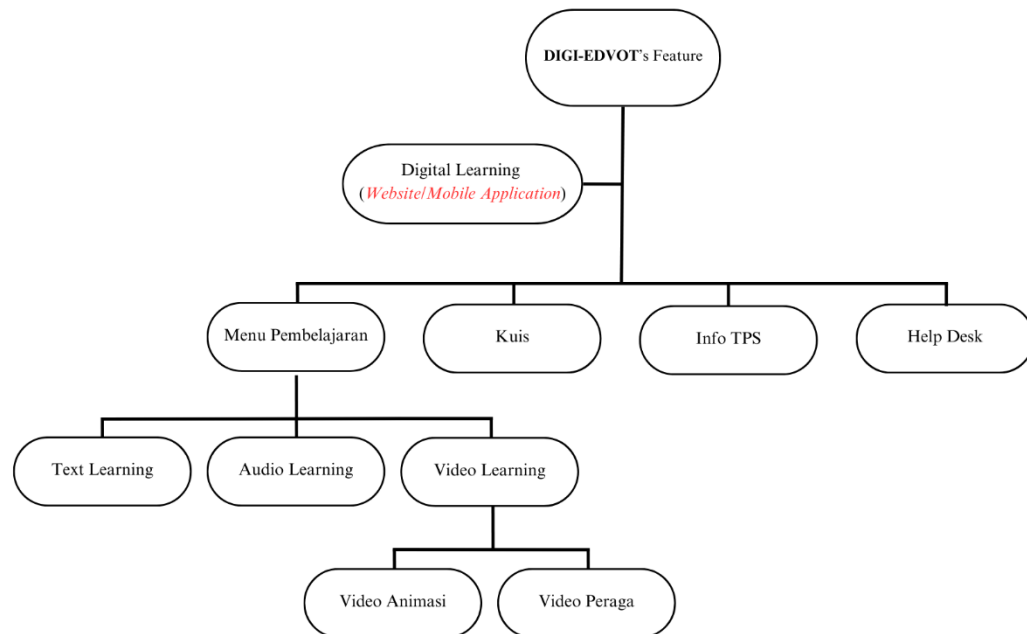 DIGI-EDVOT's Feature
Digital Learning
(Website/Mobile Application)
Menu Pembelajaran
Kuis
Info TPS
Help Desk
Text Learning
Audio Learning
Video Learning
Video Animasi
Video Peraga